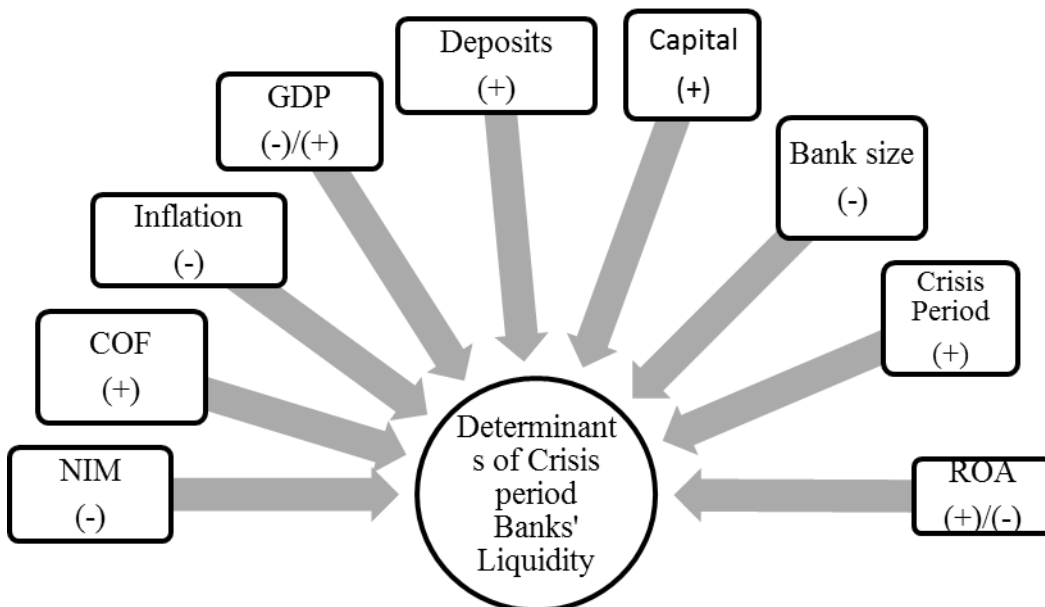 Deposits
(+)
Capital
(+)
GDP
(-)/(+)
Bank size
(-)
Inflation
(-)
Crisis
Period
(+)
COF
(+)
NIM
(-)
Determinant
s of Crisis
period
Banks'
Liquidity
ROA
(+)/(-)